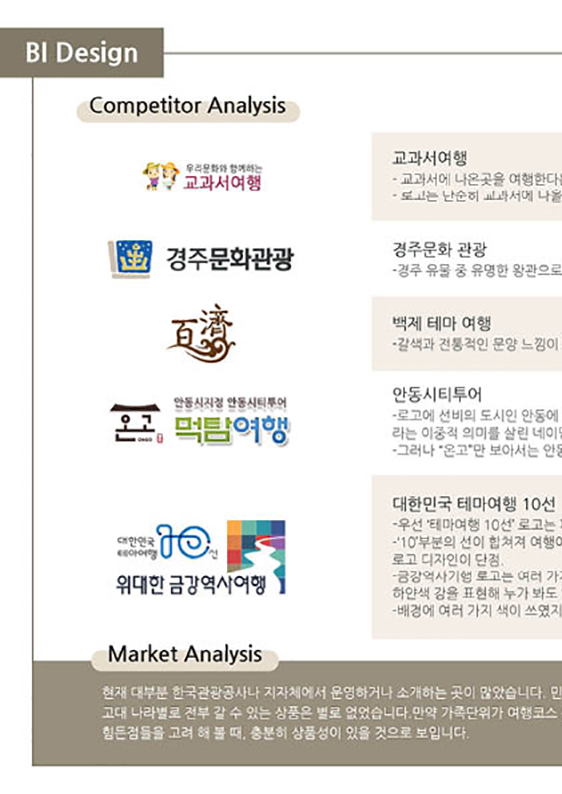 BI Design
Competitor Analysis
우리문화와 함께하는
교과서여행
교과서여행
- 교과서에 나온곳을 여행한다는
- 로고는 단순히 교과서에 나올
경주문화관광
경주문화 관광
-경주 유물 중 유명한 왕관으로
百濟
백제 테마 여행
-갈색과 전통적인 문양 느낌이
안동시지정 안동시티투어
온고
ONGO
먹탐여행
안동시티투어
-로고에 선비의 도시인 안동에
라는 이중적 의미를 살린 네이밍
-그러나 “온고”만 보아서는 안동
대한민국
테마여행
10선
위대한 금강역사여행
대한민국 테마여행 10선
-우선 '테마여행 10선' 로고는
-'10'부분의 선이 합쳐져 여행이
로고 디자인이 단점.
-금강역사기행 로고는 여러 가지
하얀색 강을 표현해 누가 봐도
-배경에 여러 가지 색이 쓰였지
Market Analysis
현재 대부분 한국관광공사나 지자체에서 운영하거나 소개하는 곳이 많았습니다. 민
고대 나라별로 전부 갈 수 있는 상품은 별로 없었습니다.만약 가족단위가 여행코스
힘든점들을 고려 해 볼 때, 충분히 상품성이 있을 것으로 보입니다.